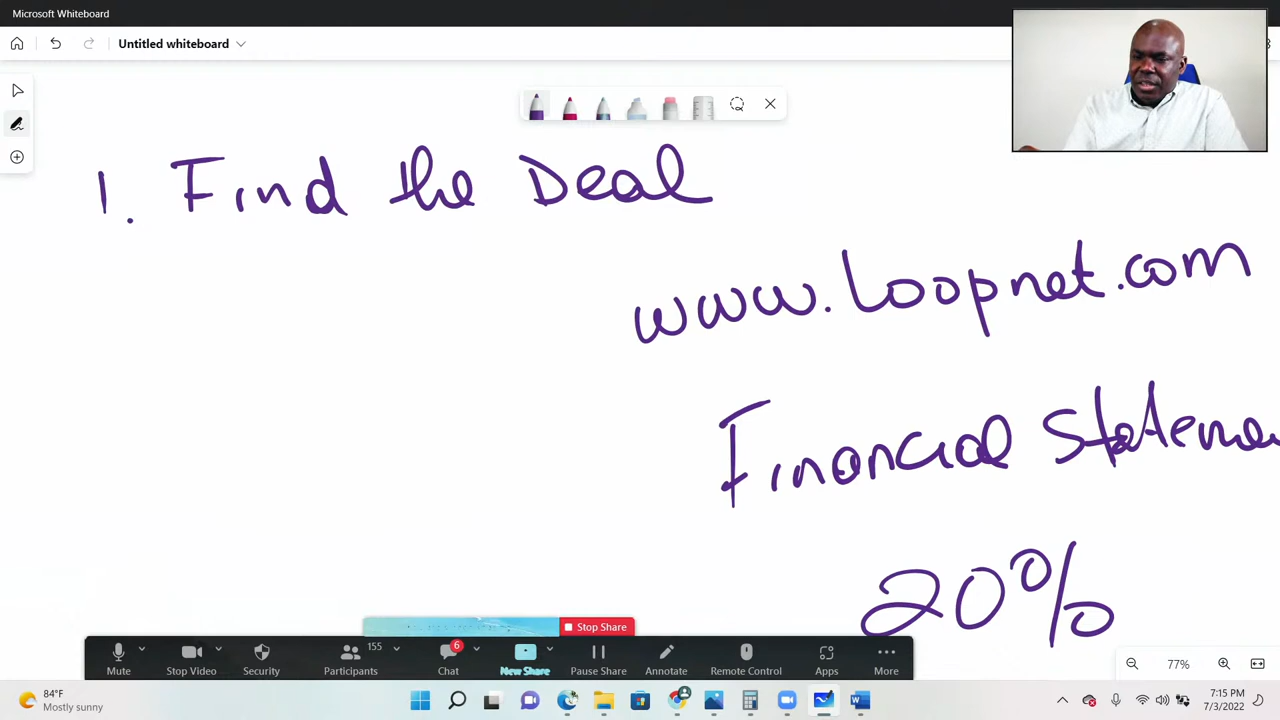 Microsoft Whiteboard
Untitled whiteboard
1. Find the Deal
www.loopnet.com
Financial Statemen
20%
Stop Share
6
155
Mute
Stop Video
Security
Participants
Chat
New Share
Pause Share
Annotate
Remote Control
Apps
More
77%
84°F
Mostly sunny
7:15 PM
7/3/2022